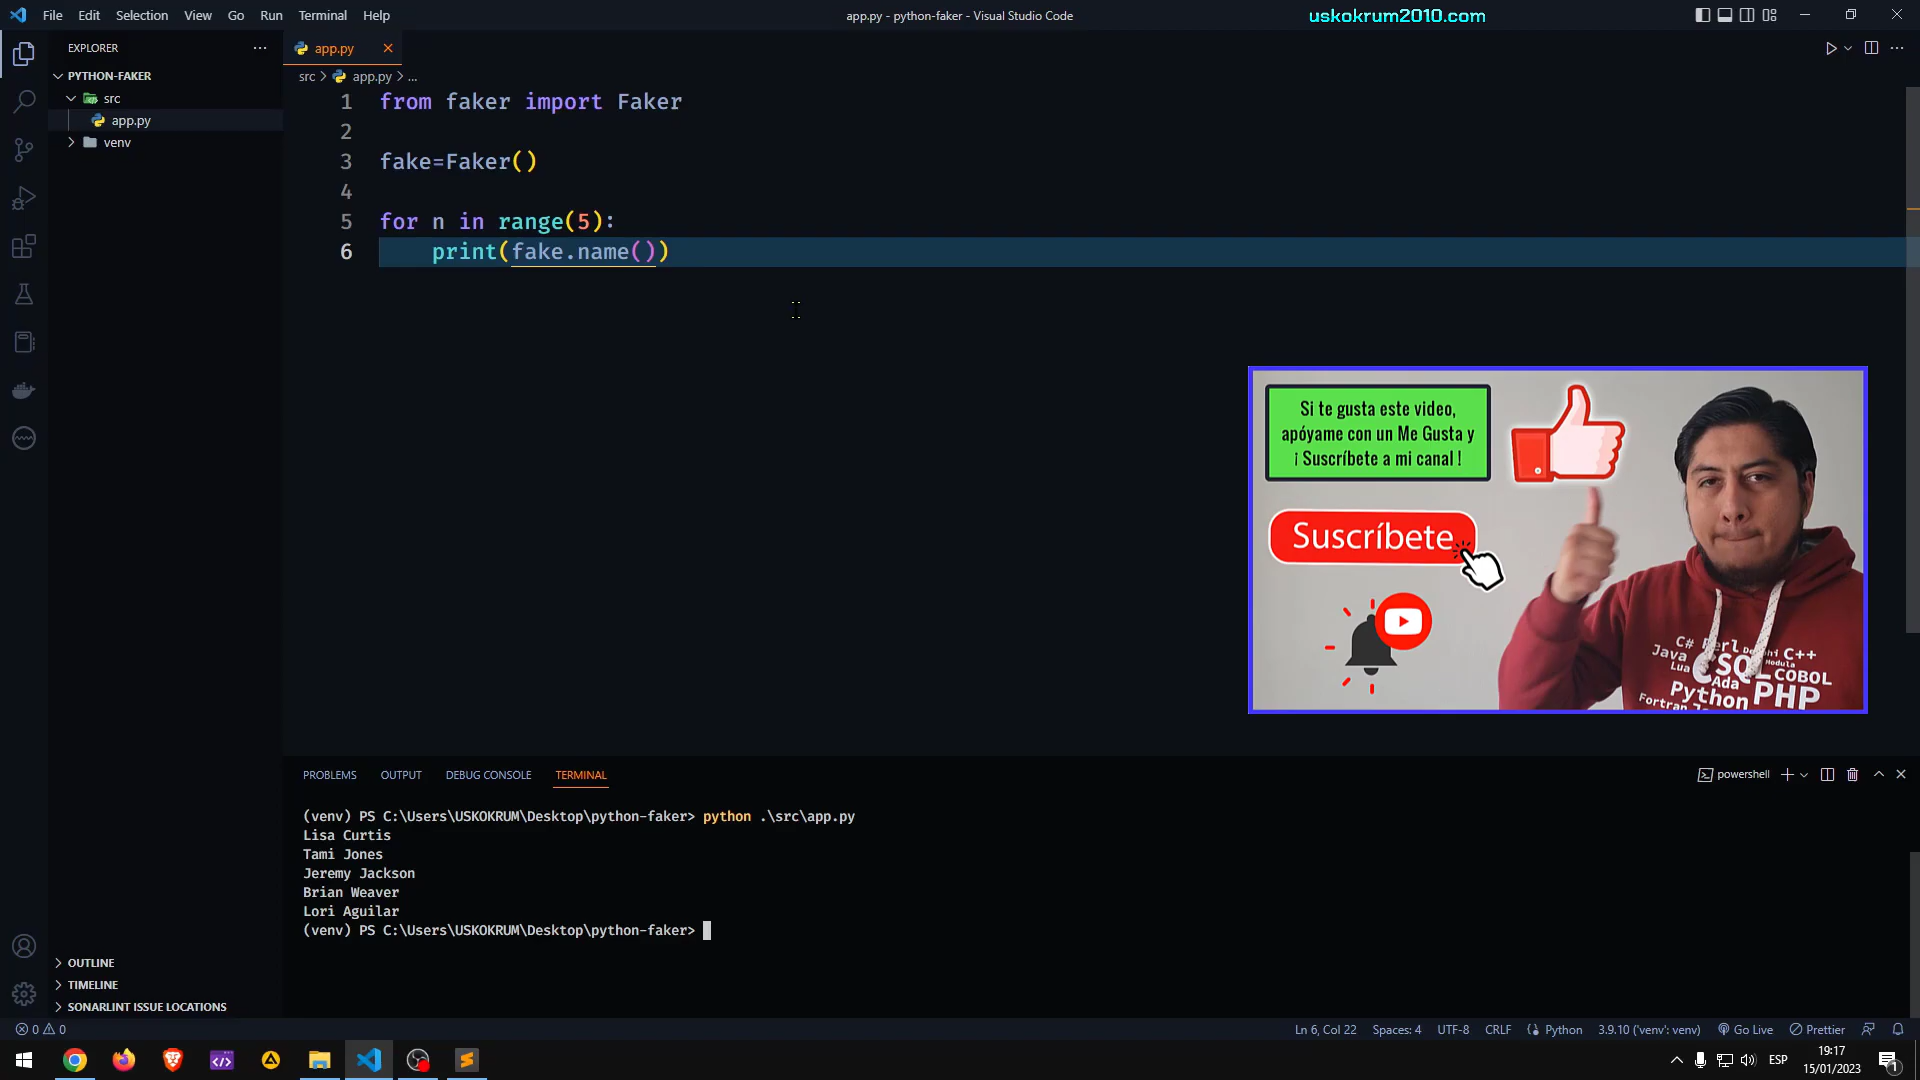 File Edit Selection View Go Run Terminal Help
app.py - python-faker - Visual Studio Code
uskokrum2010.com
EXPLORER
PYTHON-FAKER
src
app.py
venv
app.py
src > app.py > ...
1 from faker import Faker
2
3 fake=Faker()
4
5 for n in range(5):
6 print(fake.name())
Si te gusta este video,
apóyame con un Me Gusta y
¡ Suscríbete a mi canal !
Suscríbete
C# Perl Delphi C++
Java Modula
Lua CSQL COBOL
Ada
Python PHP
Fortran
PROBLEMS OUTPUT DEBUG CONSOLE TERMINAL
powershell
(venv) PS C:\Users\USKOKRUM\Desktop\python-faker> python .\src\app.py
Lisa Curtis
Tami Jones
Jeremy Jackson
Brian Weaver
Lori Aguilar
(venv) PS C:\Users\USKOKRUM\Desktop\python-faker>
OUTLINE
TIMELINE
SONARLINT ISSUE LOCATIONS
0 0
Ln 6, Col 22 Spaces: 4 UTF-8 CRLF Python 3.9.10 ('venv': venv) Go Live Prettier
ESP
19:17
15/01/2023
1